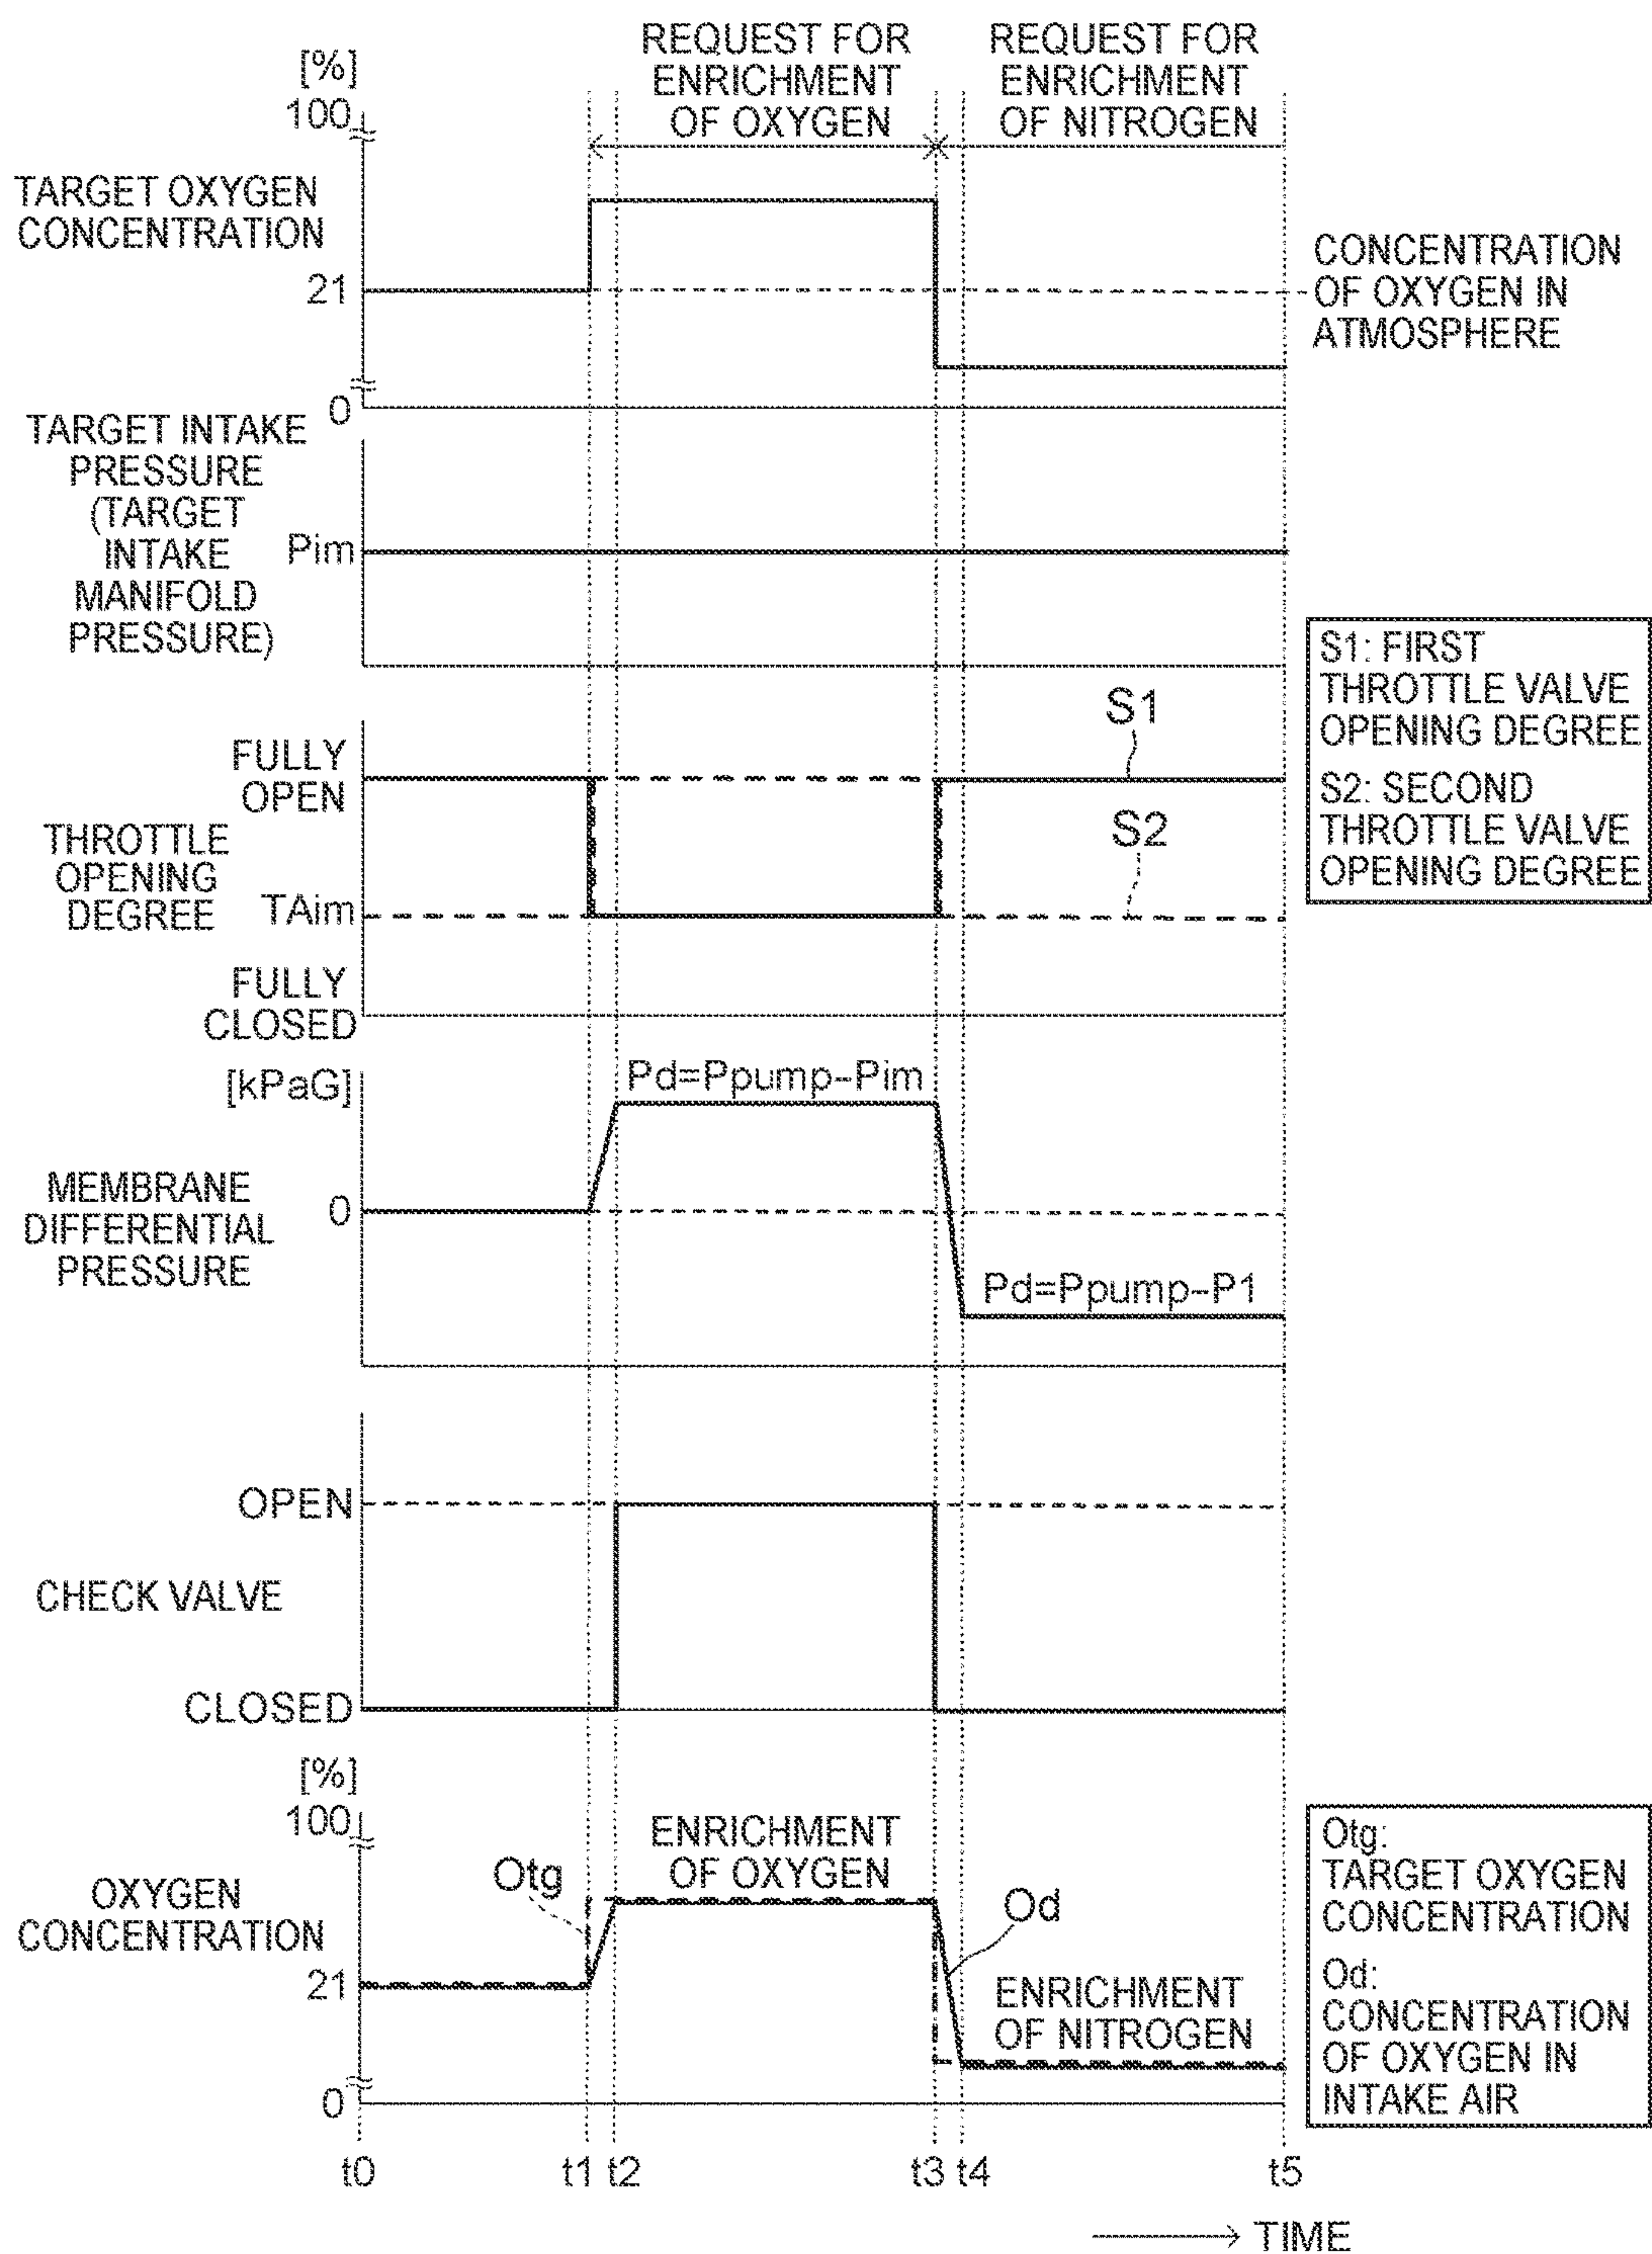 REQUEST FOR
ENRICHMENT
OF OXYGEN
REQUEST FOR
ENRICHMENT
OF NITROGEN
[%]
100
TARGET OXYGEN
CONCENTRATION
21
0
CONCENTRATION
OF OXYGEN IN
ATMOSPHERE
TARGET INTAKE
PRESSURE
(TARGET
INTAKE
MANIFOLD
PRESSURE)
Pim
S1: FIRST
THROTTLE VALVE
OPENING DEGREE
S2: SECOND
THROTTLE VALVE
OPENING DEGREE
S1
S2
FULLY
OPEN
THROTTLE
OPENING
DEGREE
TAim
FULLY
CLOSED
[kPaG]
Pd=Ppump-Pim
MEMBRANE
DIFFERENTIAL
PRESSURE
0
Pd=Ppump-P1
OPEN
CHECK VALVE
CLOSED
[%]
100
OXYGEN
CONCENTRATION
21
0
Otg
ENRICHMENT
OF OXYGEN
Od
ENRICHMENT
OF NITROGEN
Otg:
TARGET OXYGEN
CONCENTRATION
Od:
CONCENTRATION
OF OXYGEN IN
INTAKE AIR
t0 t1 t2 t3 t4 t5
TIME